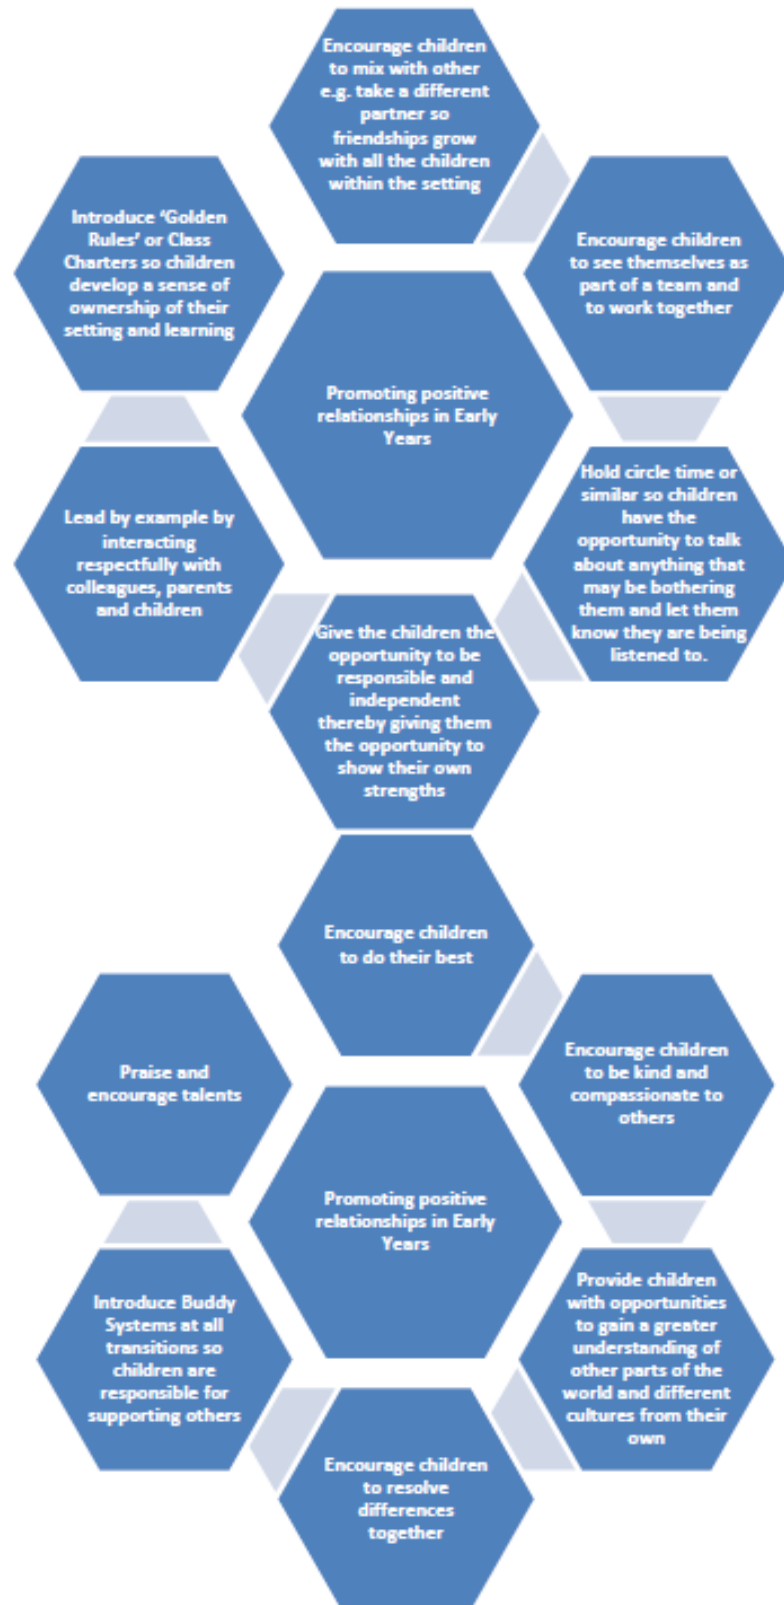 Encourage children
to mix with other
e.g. take a different
partner so
friendships grow
with all the children
within the setting
Introduce ‘Golden
Rules’ or Class
Charters so children
develop a sense of
ownership of their
setting and learning
Encourage children
to see themselves as
part of a team and
to work together
Promoting positive
relationships in Early
Years
Lead by example by
interacting
respectfully with
colleagues, parents
and children
Hold circle time or
similar so children
have the
opportunity to talk
about anything that
may be bothering
them and let them
know they are being
listened to.
Give the children the
opportunity to be
responsible and
independent
thereby giving them
the opportunity to
show their own
strengths
Encourage children
to do their best
Praise and
encourage talents
Encourage children
to be kind and
compassionate to
others
Promoting positive
relationships in Early
Years
Introduce Buddy
Systems at all
transitions so
children are
responsible for
supporting others
Provide children
with opportunities
to gain a greater
understanding of
other parts of the
world and different
cultures from their
own
Encourage children
to resolve
differences
together